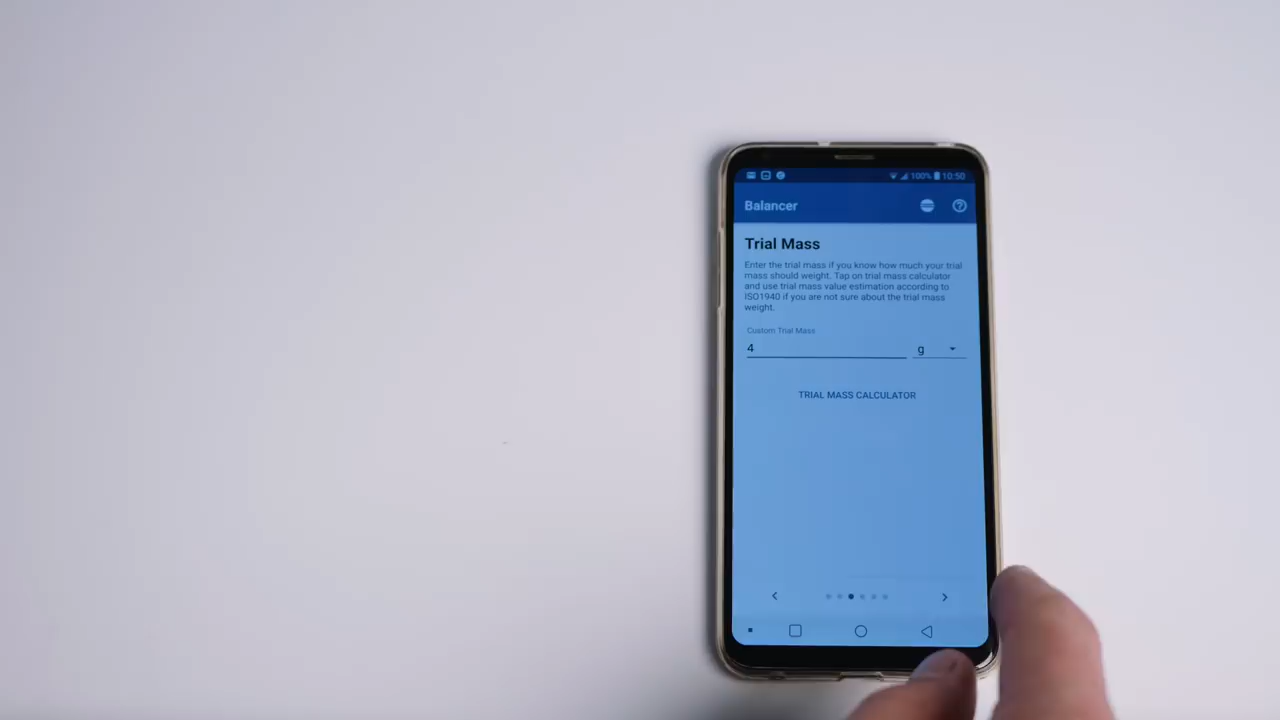 100% 10:50
Balancer
Trial Mass
Enter the trial mass if you know how much your trial
mass should weight. Tap on trial mass calculator
and use trial mass value estimation according to
ISO1940 if you are not sure about the trial mass
weight.
Custom Trial Mass
4 g
TRIAL MASS CALCULATOR